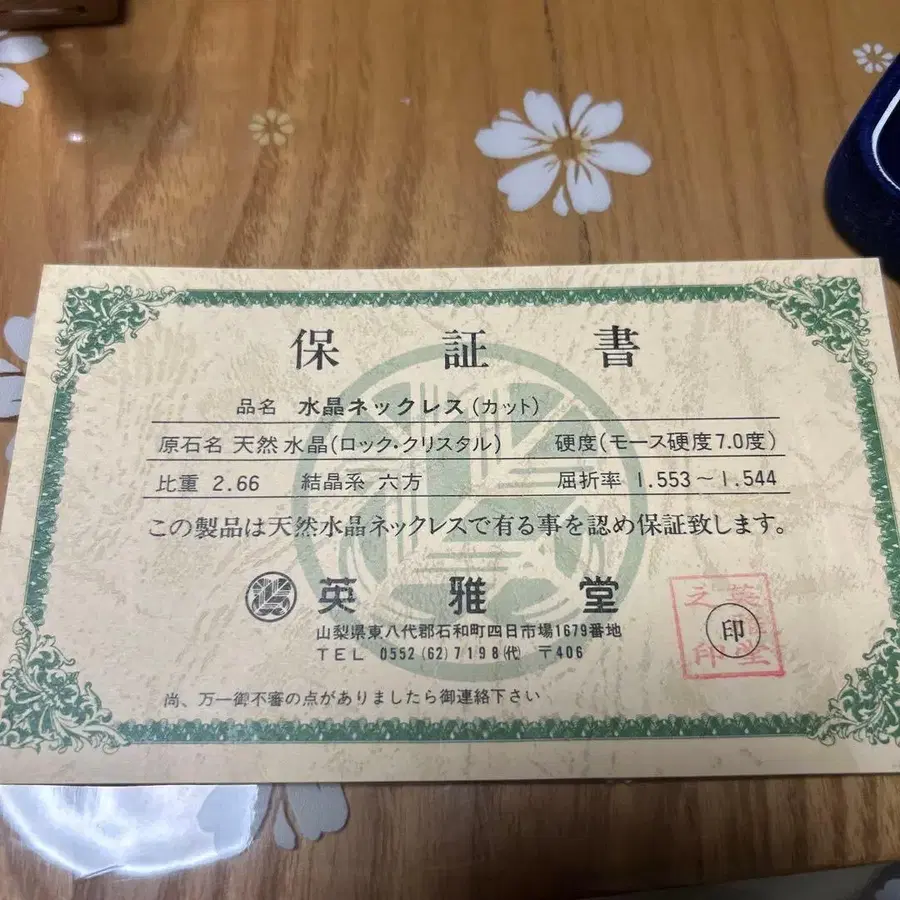 保証書
品名 水晶ネックレス(カット)
原石名 天然水晶(ロック・クリスタル) 硬度(モース硬度7.0度)
比重 2.66 結晶系 六方 屈折率 1.553～1.544
この製品は天然水晶ネックレスで有る事を認め保証致します。
英雅堂
山梨県東八代郡石和町四日市場1679番地
TEL 0552(62)7198(代) 〒406
印
英雅堂之印
尚、万一御不審の点がありましたら御連絡下さい